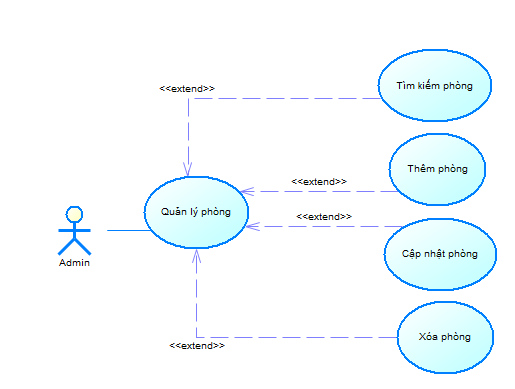 Tìm kiếm phòng
<<extend>>
Thêm phòng
<<extend>>
Quản lý phòng
<<extend>>
Cập nhật phòng
Admin
Xóa phòng
<<extend>>